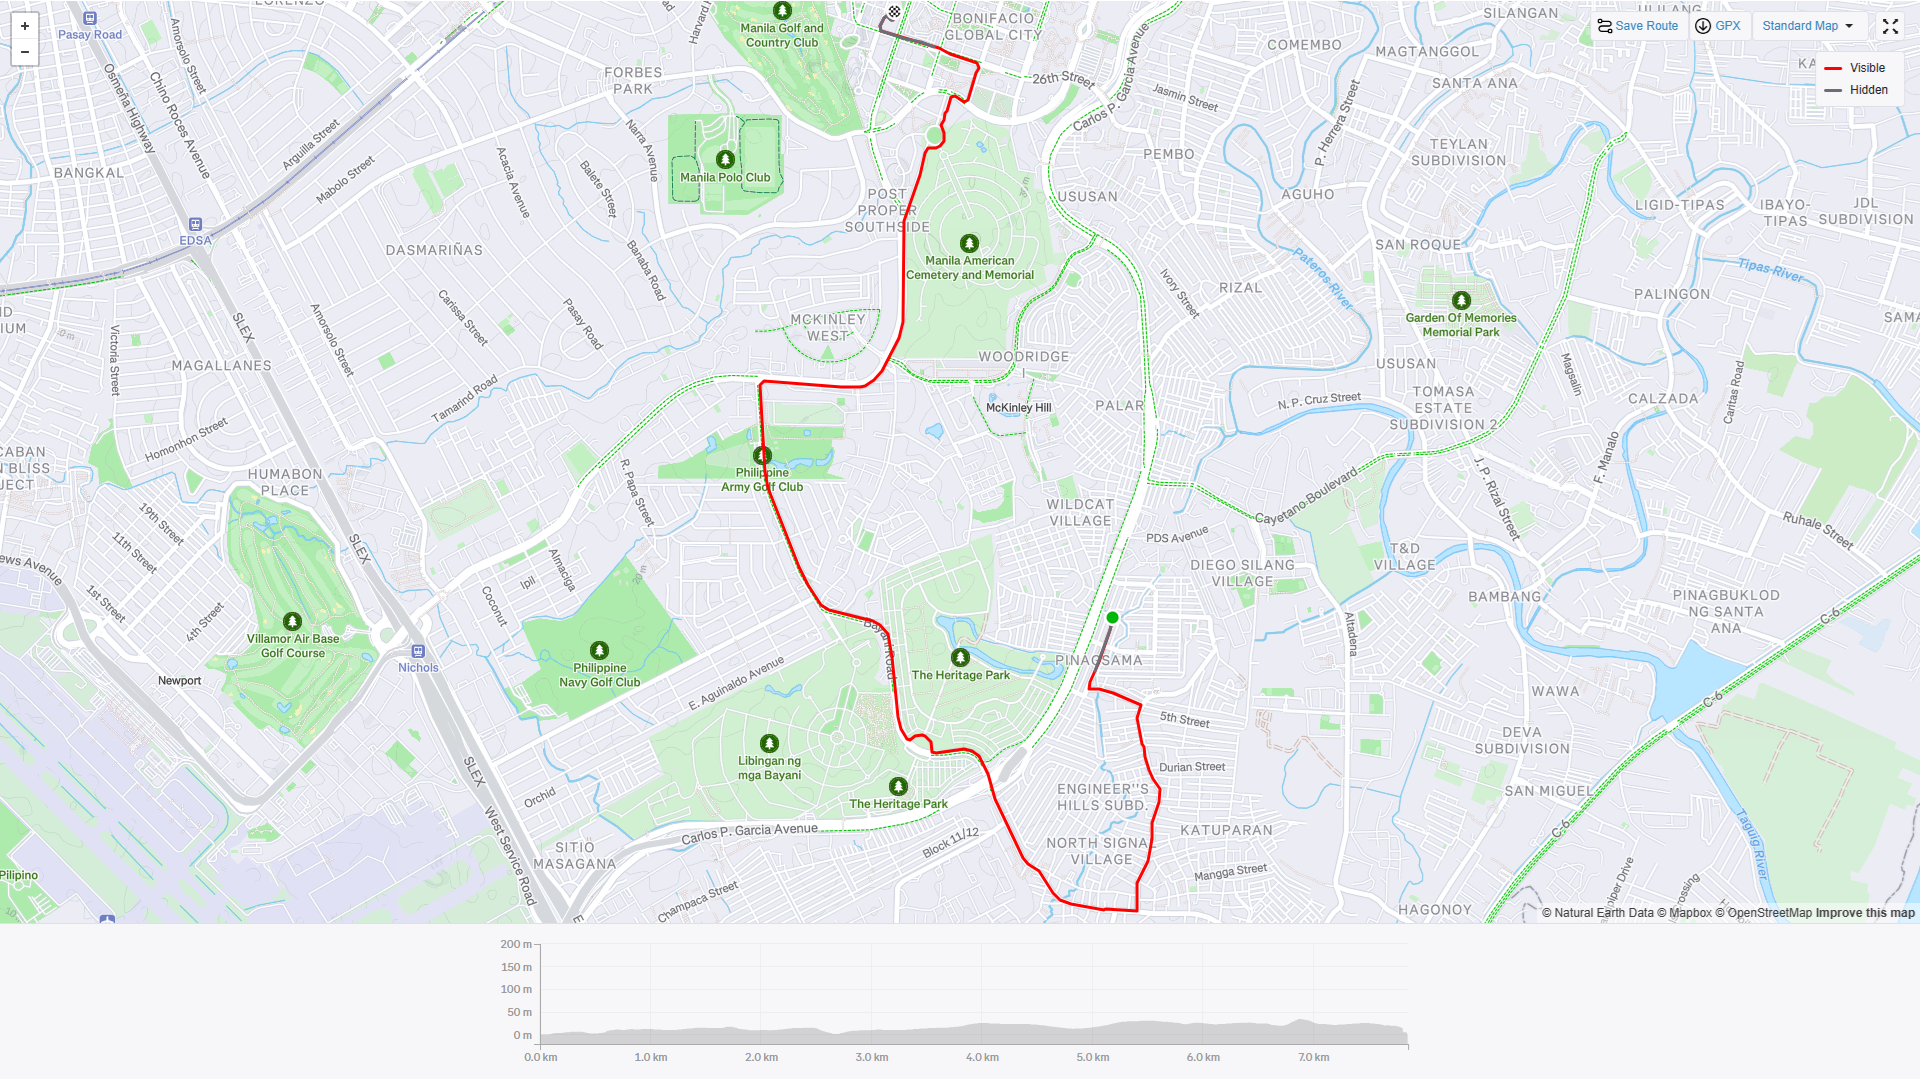 +
−
Pasay Road
LORENZO
Harvard
Manila Golf and
Country Club
BONIFACIO
GLOBAL CITY
SILANGAN
ULILANG
Save Route
GPX
Standard Map
Visible
Hidden
Osmeña Highway
Chino Roces Avenue
Amorsolo Street
Arguilla Street
Mabolo Street
FORBES
PARK
26th Street
Carlos P. Garcia Avenue
Jasmin Street
COMEMBO
MAGTANGGOL
SANTA ANA
KA
BANGKAL
EDSA
Acacia Avenue
Narra Avenue
Balete Street
Banaba Road
Manila Polo Club
POST
PROPER
SOUTHSIDE
PEMBO
USUSAN
AGUHO
P. Herrera Street
TEYLAN
SUBDIVISION
LIGID-TIPAS
IBAYO-
TIPAS
JDL
SUBDIVISION
DASMARIÑAS
Manila American
Cemetery and Memorial
SAN ROQUE
Pateros River
Tipas River
Ivory Street
RIZAL
PALINGON
Garden Of Memories
Memorial Park
SAMA
Victoria Street
SLEX
Amorsolo Street
Carissa Street
Pasay Road
MCKINLEY
WEST
WOODRIDGE
I
McKinley Hill
MAGALLANES
Tamarind Road
PALAR
N. P. Cruz Street
USUSAN
TOMASA
ESTATE
SUBDIVISION 2
Magsalin
CALZADA
Caritas Road
Homonhon Street
HUMABON
PLACE
R. Papa Street
Philippine
Army Golf Club
WILDCAT
VILLAGE
Cayetano Boulevard
J. P. Rizal Street
F. Manalo
Ruhale Street
19th Street
11th Street
1st Street
4th Street
SLEX
Almaciga
Ipil
Coconut
20 m
PDS Avenue
DIEGO SILANG
VILLAGE
T&D
VILLAGE
BAMBANG
PINAGBUKLOD
NG SANTA
ANA
C-6
Villamor Air Base
Golf Course
Nichols
Newport
Philippine
Navy Golf Club
Bayani Road
The Heritage Park
PINAGSAMA
Altadena
WAWA
C-6
E. Aguinaldo Avenue
5th Street
DEVA
SUBDIVISION
Libingan ng
mga Bayani
SLEX
Durian Street
The Heritage Park
ENGINEER''S
HILLS SUBD.
SAN MIGUEL
Orchid
West Service Road
Carlos P. Garcia Avenue
Block 11/12
NORTH SIGNAL
VILLAGE
KATUPARAN
C-6
Taguig River
SITIO
MASAGANA
Mangga Street
Champaca Street
HAGONOY
Pilipino
© Natural Earth Data © Mapbox © OpenStreetMap Improve this map
200 m
150 m
100 m
50 m
0 m
0.0 km
1.0 km
2.0 km
3.0 km
4.0 km
5.0 km
6.0 km
7.0 km